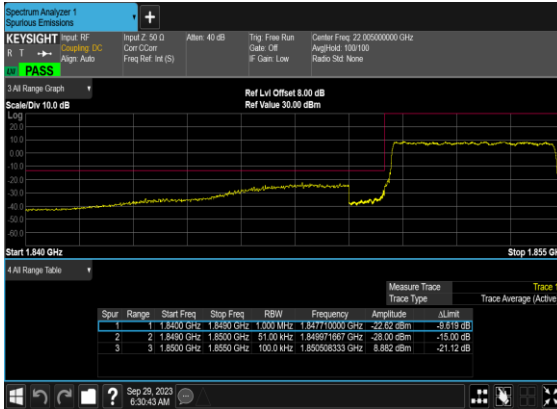 Spectrum Analyzer 1
Spurious Emissions
+
KEYSIGHT Input: RF Input Z: 50 Ω Atten: 40 dB Trig: Free Run Center Freq: 22.005000000 GHz
R T Coupling: DC Corr CCorr Gate: Off Avg|Hold: 100/100
Align: Auto Freq Ref: Int (S) IF Gain: Low Radio Std: None
PASS
3 All Range Graph
Ref Lvl Offset 8.00 dB
Scale/Div 10.0 dB Ref Value 30.00 dBm
Log
20.0
10.0
0.00
-10.0
-20.0
-30.0
-40.0
-50.0
-60.0
Start 1.840 GHz Stop 1.855 GH
4 All Range Table
Measure Trace Trace 1
Trace Type Trace Average (Active
Spur Range Start Freq Stop Freq RBW Frequency Amplitude ΔLimit
1 1 1.8400 GHz 1.8490 GHz 1.000 MHz 1.847710000 GHz -22.62 dBm -9.619 dB
2 2 1.8490 GHz 1.8500 GHz 51.00 kHz 1.849971667 GHz -28.00 dBm -15.00 dB
3 3 1.8500 GHz 1.8550 GHz 100.0 kHz 1.850508333 GHz 8.882 dBm -21.12 dB
? Sep 29, 2023
6:30:43 AM